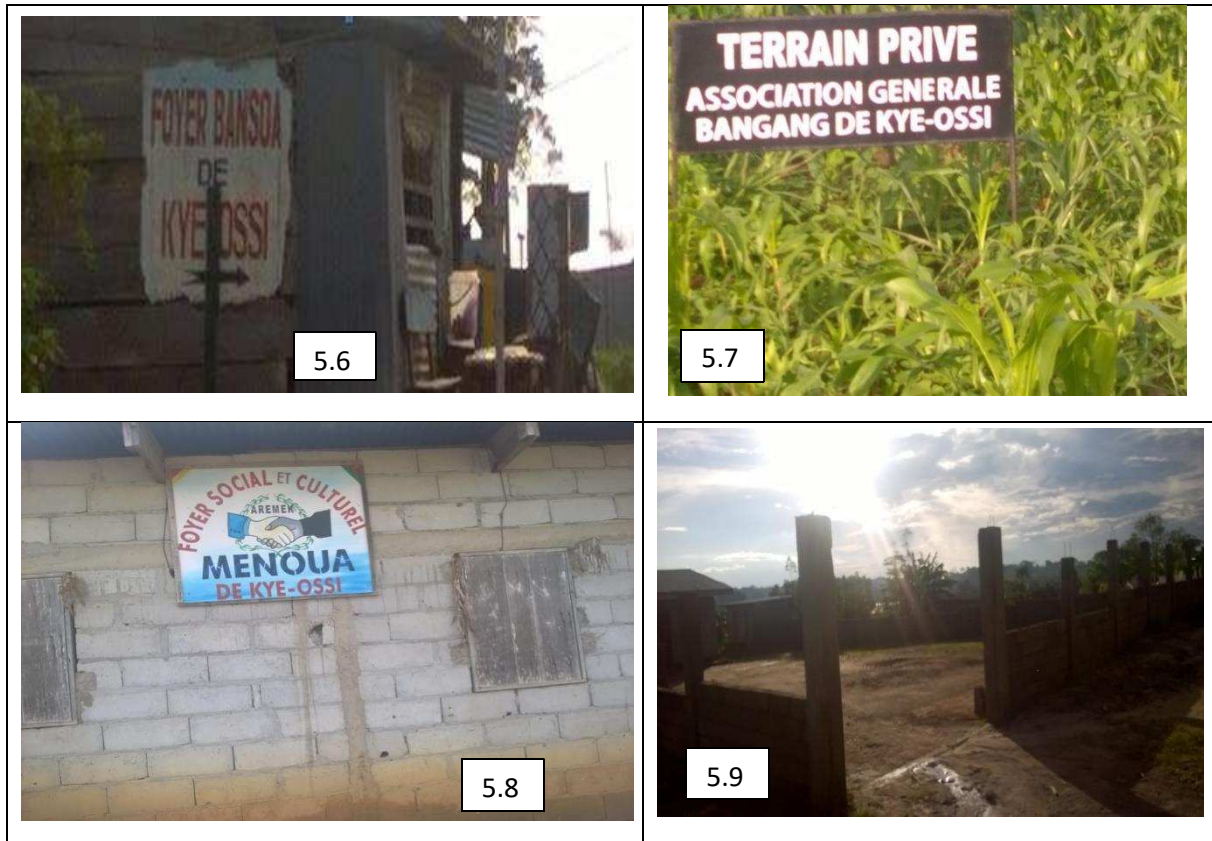 FOYER BANSOA
DE
KYE-OSSI
5.6
TERRAIN PRIVE
ASSOCIATION GENERALE
BANGANG DE KYE-OSSI
5.7
FOYER SOCIAL ET CULTUREL
AREMEK
MENOUA
DE KYE-OSSI
5.8
5.9